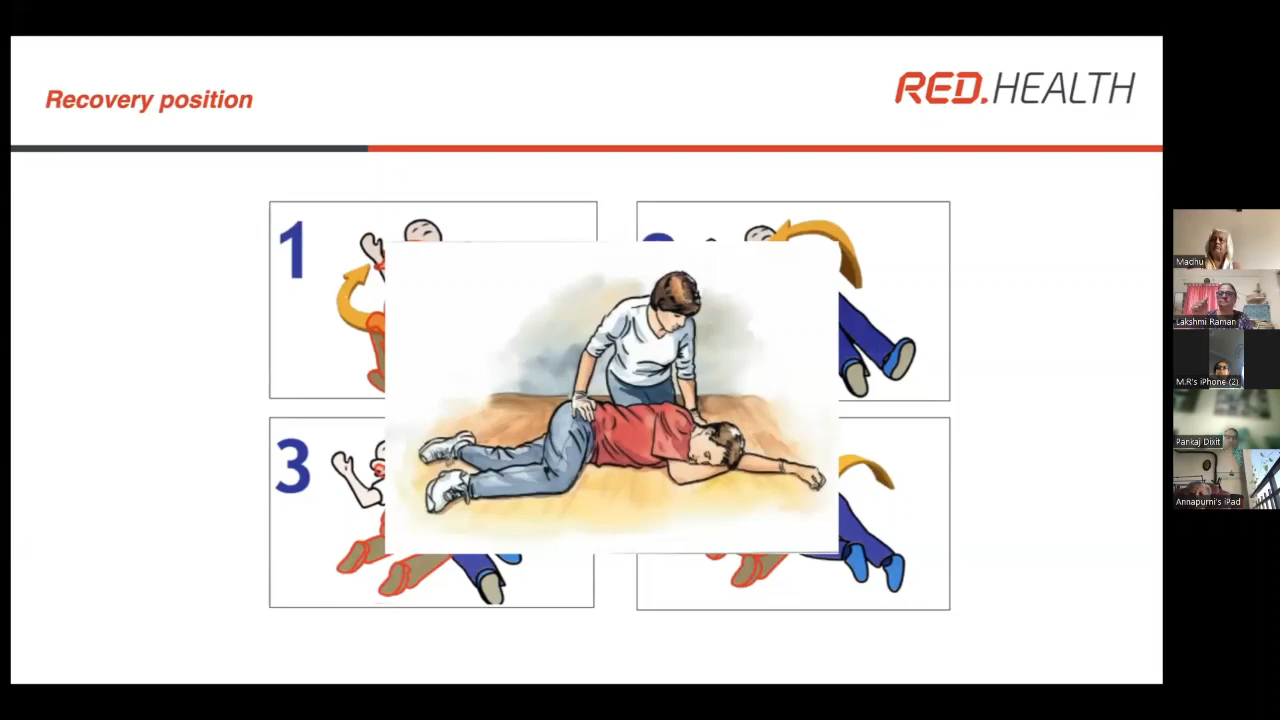 Recovery position
RED.HEALTH
1
3
Madhu
Lakshmi Raman
M.R's iPhone (2)
Pankaj Dixit
Annapurni's iPad